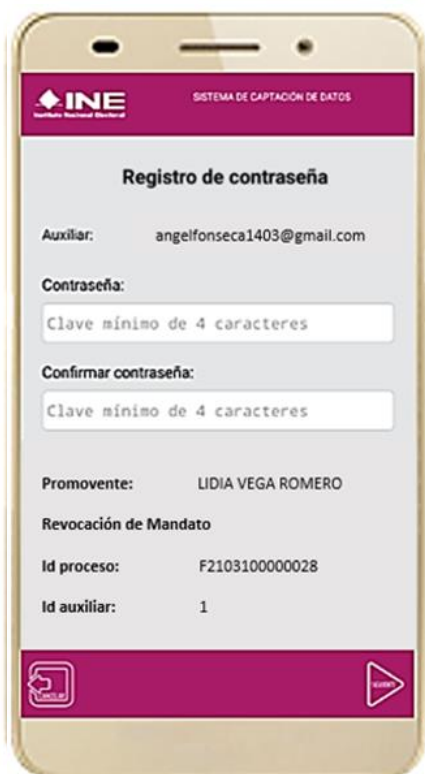 INE
Instituto Nacional Electoral
SISTEMA DE CAPTACIÓN DE DATOS
Registro de contraseña
Auxiliar: angelfonseca1403@gmail.com
Contraseña:
Clave mínimo de 4 caracteres
Confirmar contraseña:
Clave mínimo de 4 caracteres
Promovente: LIDIA VEGA ROMERO
Revocación de Mandato
Id proceso: F2103100000028
Id auxiliar: 1
CANCELAR SIGUIENTE